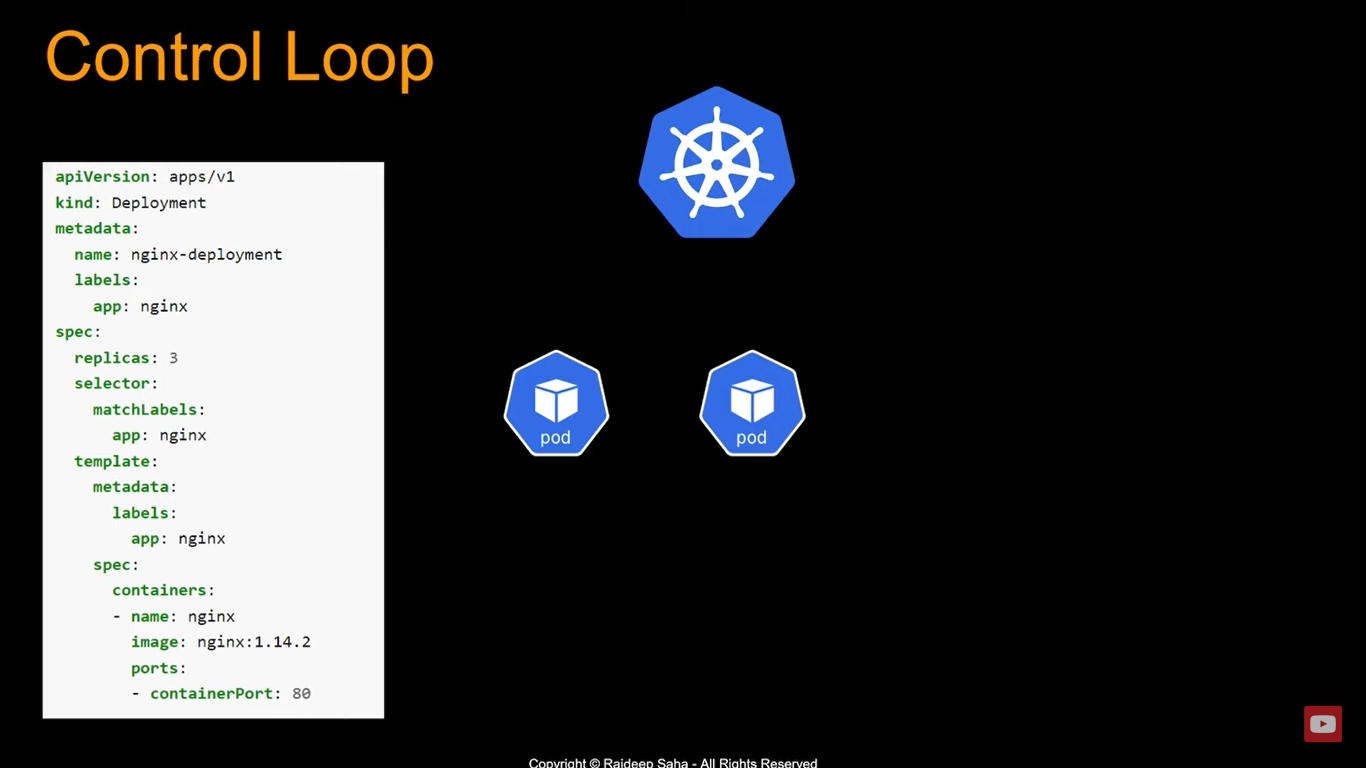 Control Loop
apiVersion: apps/v1
kind: Deployment
metadata:
  name: nginx-deployment
  labels:
    app: nginx
spec:
  replicas: 3
  selector:
    matchLabels:
      app: nginx
  template:
    metadata:
      labels:
        app: nginx
    spec:
      containers:
      - name: nginx
        image: nginx:1.14.2
        ports:
        - containerPort: 80
pod
pod
Copyright © Rajdeep Saha - All Rights Reserved